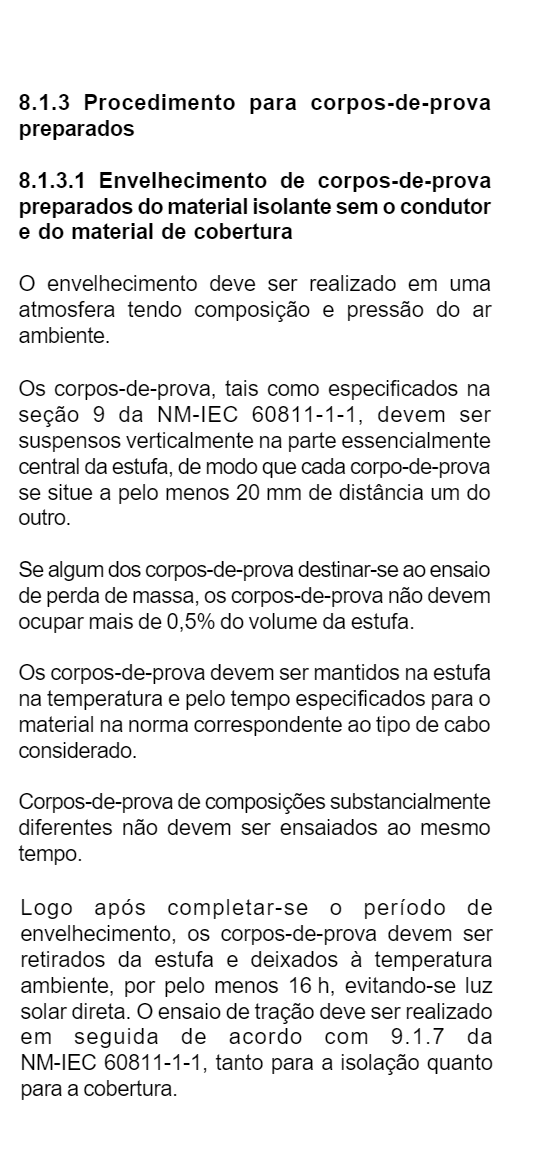 8.1.3 Procedimento para corpos-de-prova
preparados
8.1.3.1 Envelhecimento de corpos-de-prova
preparados do material isolante sem o condutor
e do material de cobertura
O envelhecimento deve ser realizado em uma
atmosfera tendo composição e pressão do ar
ambiente.
Os corpos-de-prova, tais como especificados na
seção 9 da NM-IEC 60811-1-1, devem ser
suspensos verticalmente na parte essencialmente
central da estufa, de modo que cada corpo-de-prova
se situe a pelo menos 20 mm de distância um do
outro.
Se algum dos corpos-de-prova destinar-se ao ensaio
de perda de massa, os corpos-de-prova não devem
ocupar mais de 0,5% do volume da estufa.
Os corpos-de-prova devem ser mantidos na estufa
na temperatura e pelo tempo especificados para o
material na norma correspondente ao tipo de cabo
considerado.
Corpos-de-prova de composições substancialmente
diferentes não devem ser ensaiados ao mesmo
tempo.
Logo após completar-se o período de
envelhecimento, os corpos-de-prova devem ser
retirados da estufa e deixados à temperatura
ambiente, por pelo menos 16 h, evitando-se luz
solar direta. O ensaio de tração deve ser realizado
em seguida de acordo com 9.1.7 da
NM-IEC 60811-1-1, tanto para a isolação quanto
para a cobertura.